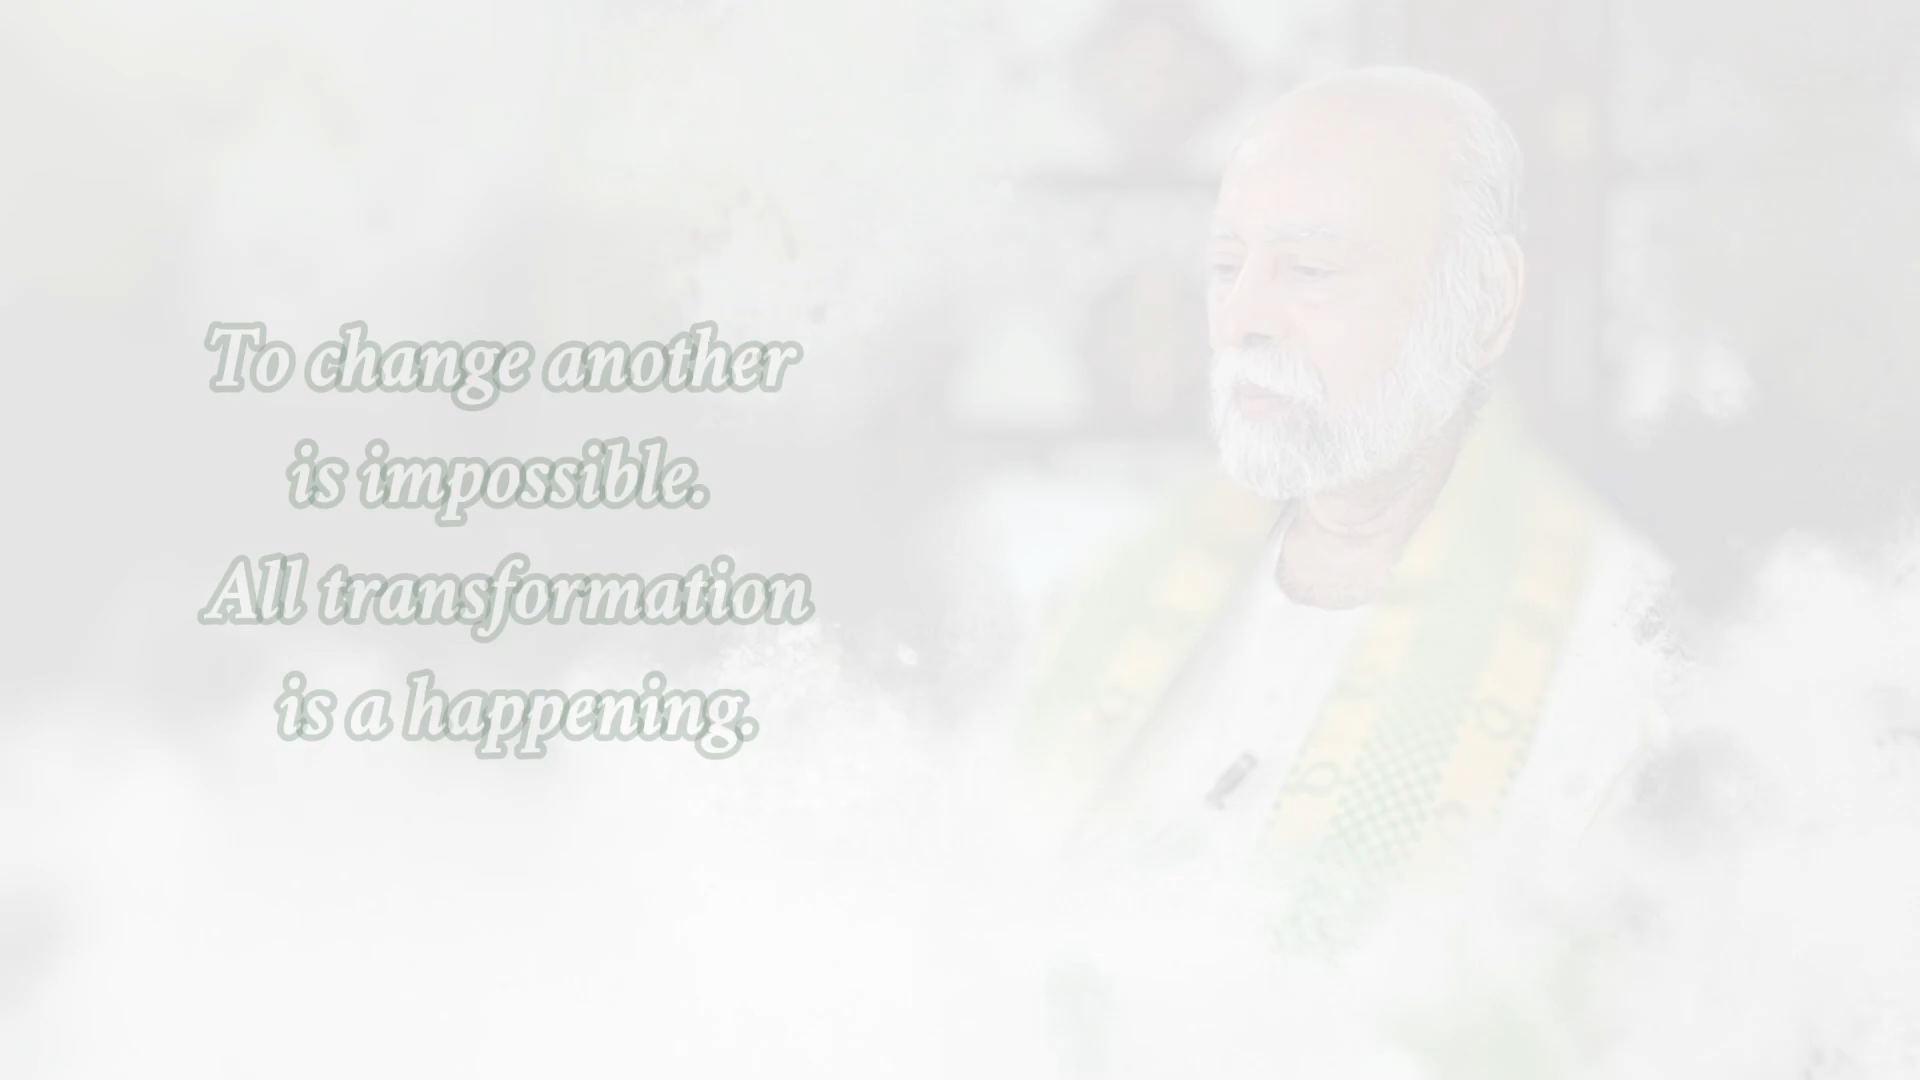 To change another
is impossible.
All transformation
is a happening.